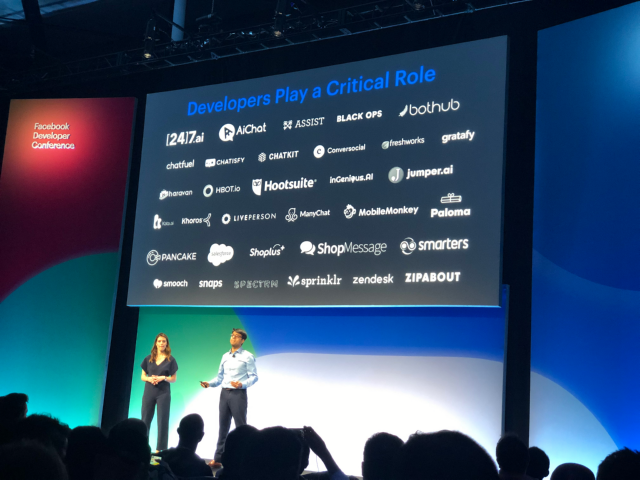 Facebook
Developer
Conference
Developers Play a Critical Role
[24]7.ai AiChat ASSIST BLACK OPS bothub
chatfuel CHATISFY CHATKIT Conversocial freshworks gratafy
haravan HBOT.io Hootsuite inGenious.AI jumper.ai
Khoros LIVEPERSON ManyChat MobileMonkey Paloma
PANCAKE salesforce Shoplus+ ShopMessage smarters
smooch snaps SPECTRM sprinklr zendesk ZIPABOUT